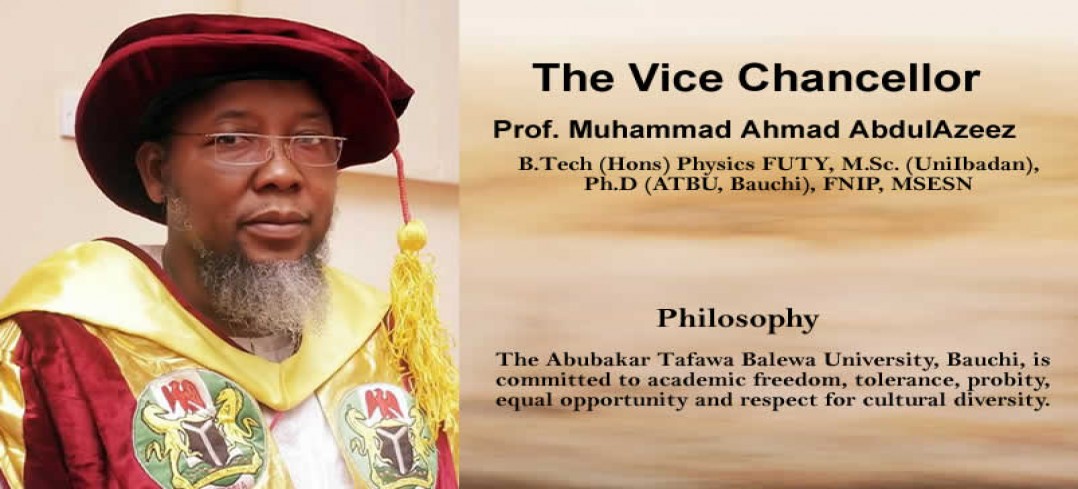 The Vice Chancellor
Prof. Muhammad Ahmad AbdulAzeez
B.Tech (Hons) Physics FUTY, M.Sc. (UniIbadan),
Ph.D (ATBU, Bauchi), FNIP, MSESN
Philosophy
The Abubakar Tafawa Balewa University, Bauchi, is
committed to academic freedom, tolerance, probity,
equal opportunity and respect for cultural diversity.